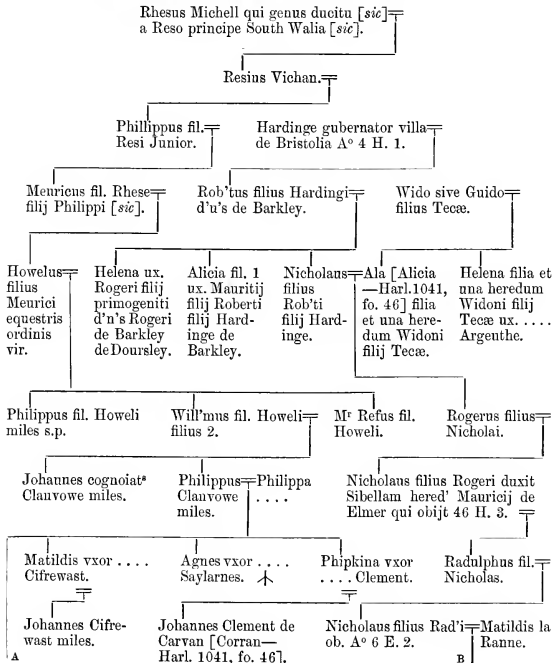 Rhesus Michell qui genus ducitu [sic]
a Reso principe South Walia [sic].
Resius Vichan.
Phillippus fil.
Resi Junior.
Hardinge gubernator villa
de Bristolia Aº 4 H. 1.
Meuricus fil. Rhese
filij Philippi [sic].
Rob'tus filius Hardingi
d'n's de Barkley.
Wido sive Guido
filius Tecæ.
Howelus
filius
Meurici
equestris
ordinis
vir.
Helena ux.
Rogeri filij
primogeniti
d'n's Rogeri
de Barkley
de Doursley.
Alicia fil. 1
ux. Mauritij
filij Roberti
filij Hard-
inge de
Barkley.
Nicholaus
filius
Rob'ti
filij Hard-
inge.
Ala [Alicia
—Harl. 1041,
fo. 46] filia
et una here-
dum Widoni
filij Tecæ.
Helena filia et
una heredum
Widoni filij
Tecæ ux. . . . .
Argenthe.
Philippus fil. Howeli
miles s.p.
Will'mus fil. Howeli
filius 2.
Mr Refus fil.
Howeli.
Rogerus filius
Nicholai.
Johannes cognoiats
Clanvowe miles.
Philippus
Clanvowe
miles.
Philippa
. . . .
Nicholaus filius Rogeri duxit
Sibellam hered' Mauricij de
Elmer qui obijt 46 H. 3.
Matildis vxor . . . .
Cifrewast.
Agnes vxor . . . .
Saylarnes.
Phipkina vxor
. . . . Clement.
Radulphus fil.
Nicholas.
Johannes Cifre-
wast miles.
Johannes Clement de
Carvan [Corran—
Harl. 1041, fo. 46].
Nicholaus filius Rad'i
ob. Aº 6 E. 2.
Matildis la
Ranne.
A
B